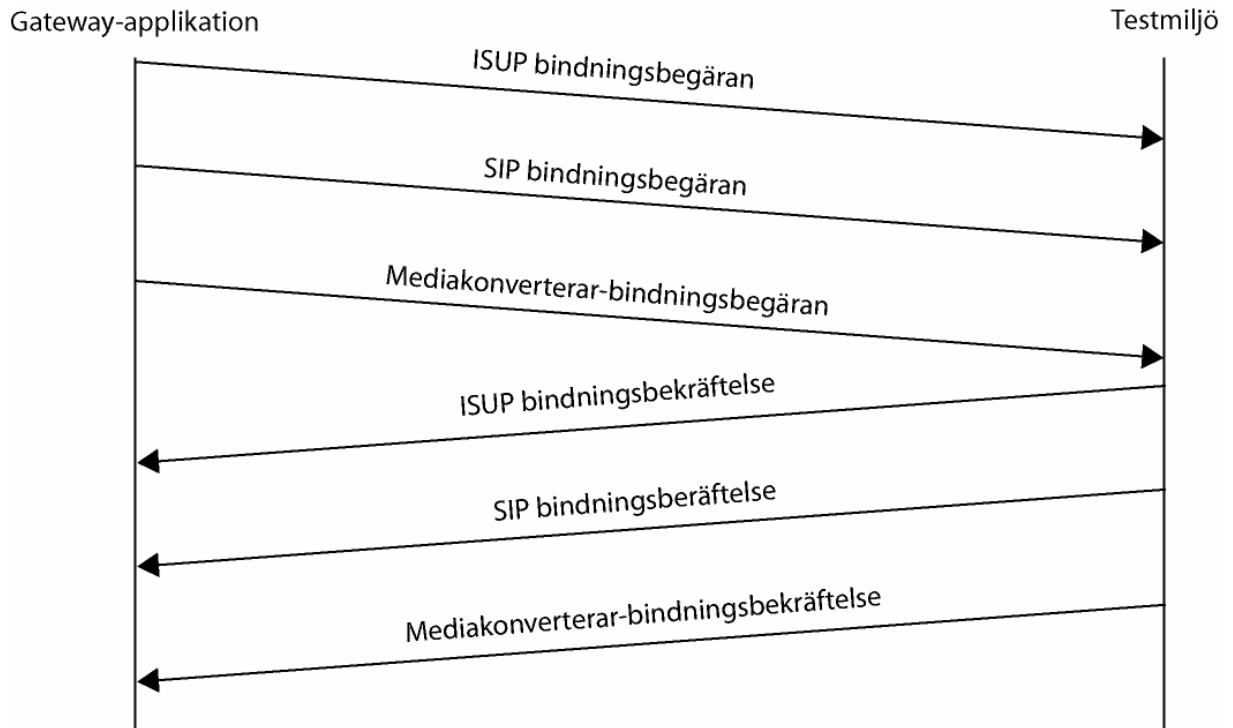 Gateway-applikation
Testmiljö
ISUP bindningsbegäran
SIP bindningsbegäran
Mediakonverterar-bindningsbegäran
ISUP bindningsbekräftelse
SIP bindningsberäftelse
Mediakonverterar-bindningsbekräftelse